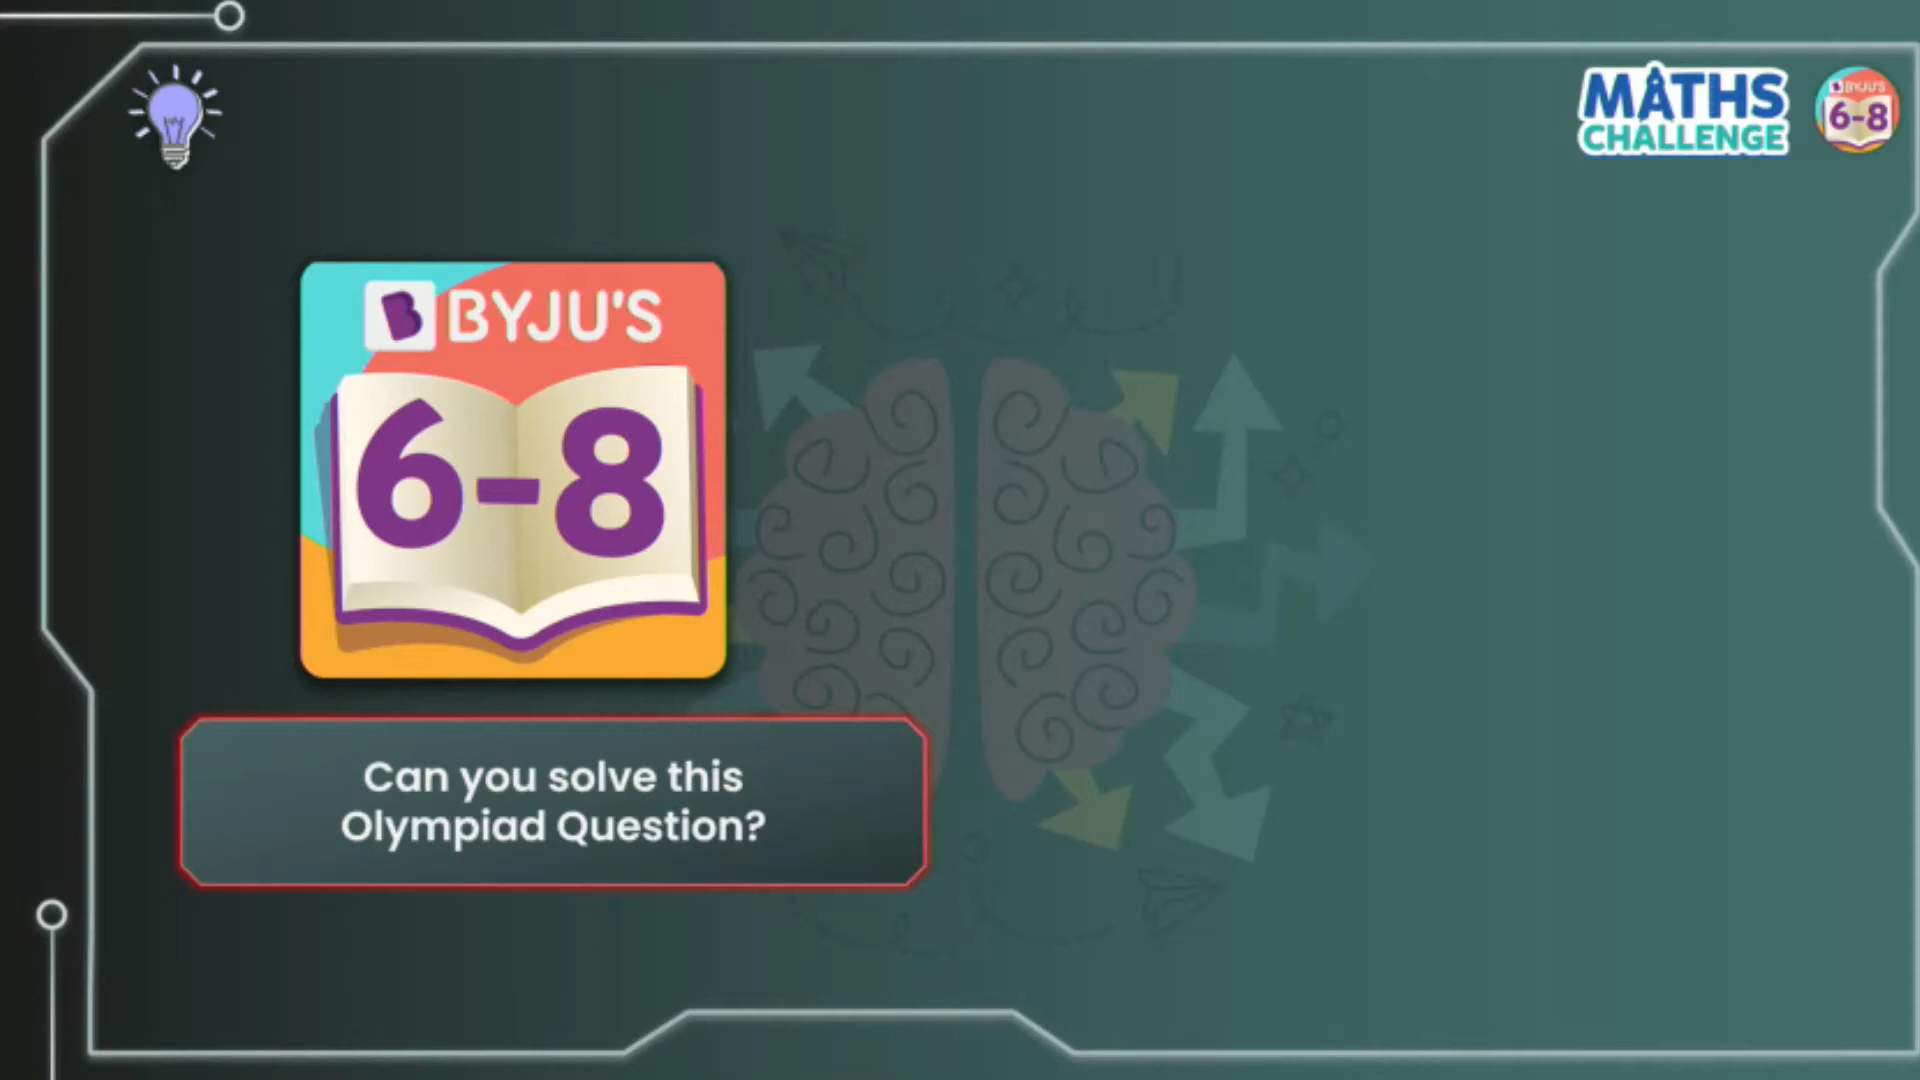 MATHS
CHALLENGE
BYJU'S
6-8
B BYJU'S
6-8
Can you solve this
Olympiad Question?